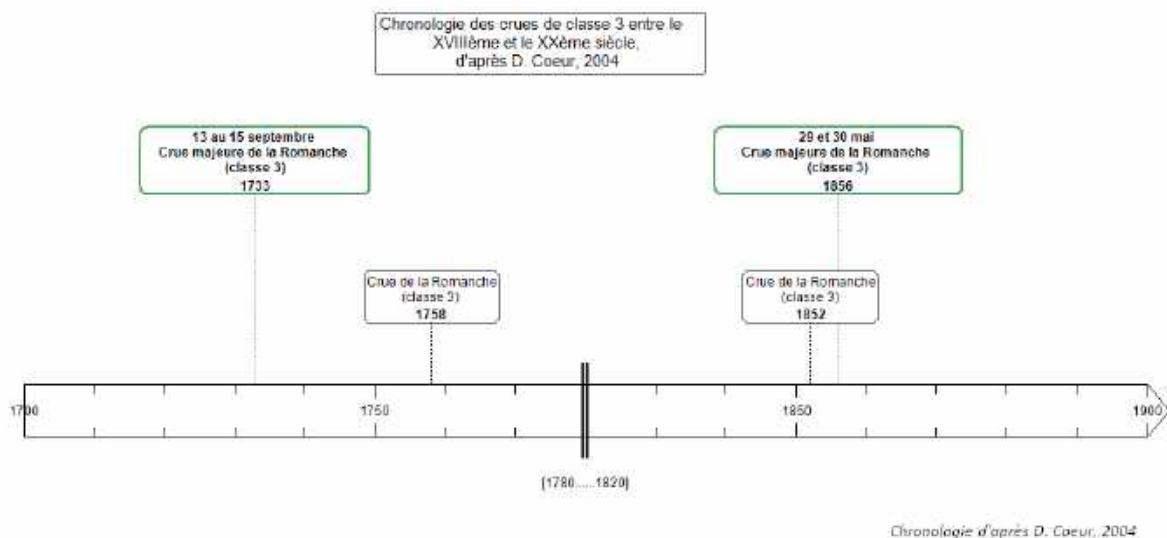 Chronologie des crues de classe 3 entre le
XVIIIème et le XXème siècle,
d'après D. Coeur, 2004
13 au 15 septembre
Crue majeure de la Romanche
(classe 3)
1733
29 et 30 mai
Crue majeure de la Romanche
(classe 3)
1856
Crue de la Romanche
(classe 3)
1758
Crue de la Romanche
(classe 3)
1852
1700
1750
1850
1900
[1780.....1820]
Chronologie d'après D. Coeur, 2004